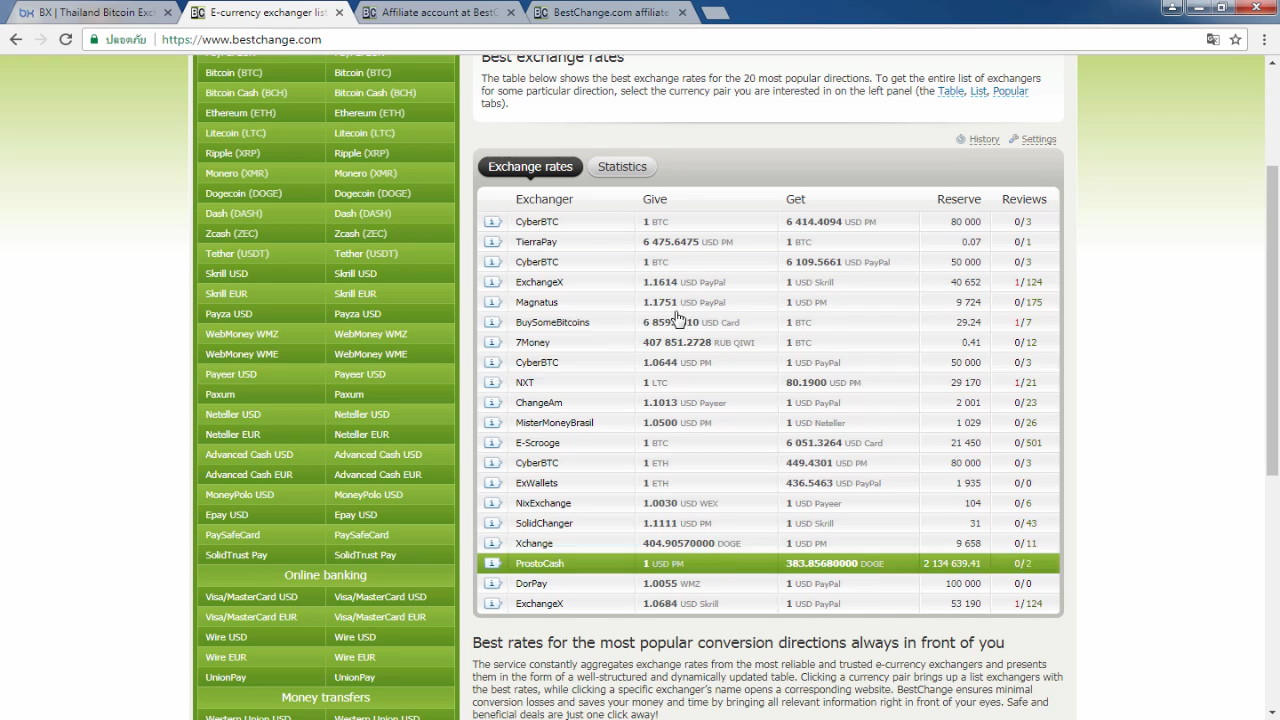 BX | Thailand Bitcoin Exc
E-currency exchanger list
Affiliate account at BestC
BestChange.com affiliate
ปลอดภัย https://www.bestchange.com
Bitcoin (BTC) Bitcoin (BTC)
Bitcoin Cash (BCH) Bitcoin Cash (BCH)
Ethereum (ETH) Ethereum (ETH)
Litecoin (LTC) Litecoin (LTC)
Ripple (XRP) Ripple (XRP)
Monero (XMR) Monero (XMR)
Dogecoin (DOGE) Dogecoin (DOGE)
Dash (DASH) Dash (DASH)
Zcash (ZEC) Zcash (ZEC)
Tether (USDT) Tether (USDT)
Skrill USD Skrill USD
Skrill EUR Skrill EUR
Payza USD Payza USD
WebMoney WMZ WebMoney WMZ
WebMoney WME WebMoney WME
Payeer USD Payeer USD
Paxum Paxum
Neteller USD Neteller USD
Neteller EUR Neteller EUR
Advanced Cash USD Advanced Cash USD
Advanced Cash EUR Advanced Cash EUR
MoneyPolo USD MoneyPolo USD
Epay USD Epay USD
PaySafeCard PaySafeCard
SolidTrust Pay SolidTrust Pay
Online banking
Visa/MasterCard USD Visa/MasterCard USD
Visa/MasterCard EUR Visa/MasterCard EUR
Wire USD Wire USD
Wire EUR Wire EUR
UnionPay UnionPay
Money transfers
Western Union USD Western Union USD
Best exchange rates
The table below shows the best exchange rates for the 20 most popular directions. To get the entire list of exchangers
for some particular direction, select the currency pair you are interested in on the left panel (the Table, List, Popular
tabs).
History Settings
Exchange rates Statistics
Exchanger Give Get Reserve Reviews
CyberBTC 1 BTC 6 414.4094 USD PM 80 000 0/3
TierraPay 6 475.6475 USD PM 1 BTC 0.07 0/1
CyberBTC 1 BTC 6 109.5661 USD PayPal 50 000 0/3
ExchangeX 1.1614 USD PayPal 1 USD Skrill 40 652 1/124
Magnatus 1.1751 USD PayPal 1 USD PM 9 724 0/175
BuySomeBitcoins USD Card 1 BTC 29.24 1/7
7Money 407 851.2728 RUB QIWI 1 BTC 0.41 0/12
CyberBTC 1.0644 USD PM 1 USD PayPal 50 000 0/3
NXT 1 LTC 80.1900 USD PM 29 170 1/21
ChangeAm 1.1013 USD Payeer 1 USD PayPal 2 001 0/23
MisterMoneyBrasil 1.0500 USD PM 1 USD Neteller 1 029 0/26
E-Scrooge 1 BTC 6 051.3264 USD Card 21 450 0/501
CyberBTC 1 ETH 449.4301 USD PM 80 000 0/3
ExWallets 1 ETH 436.5463 USD PayPal 1 935 0/0
NixExchange 1.0030 USD WEX 1 USD Payeer 104 0/6
SolidChanger 1.1111 USD PM 1 USD Skrill 31 0/43
Xchange 404.90570000 DOGE 1 USD PM 9 658 0/11
ProstoCash 1 USD PM 383.85680000 DOGE 2 134 639.41 0/2
DorPay 1.0055 WMZ 1 USD PayPal 100 000 0/0
ExchangeX 1.0684 USD Skrill 1 USD PayPal 53 190 1/124
Best rates for the most popular conversion directions always in front of you
The service constantly aggregates exchange rates from the most reliable and trusted e-currency exchangers and presents
them in the form of a well-structured and dynamically updated table. Clicking a currency pair brings up a list exchangers with
the best rates, while clicking a specific exchanger's name opens a corresponding website. BestChange ensures minimal
conversion losses and saves your money and time by bringing all relevant information right in front of your eyes. Safe and
beneficial deals are just one click away!